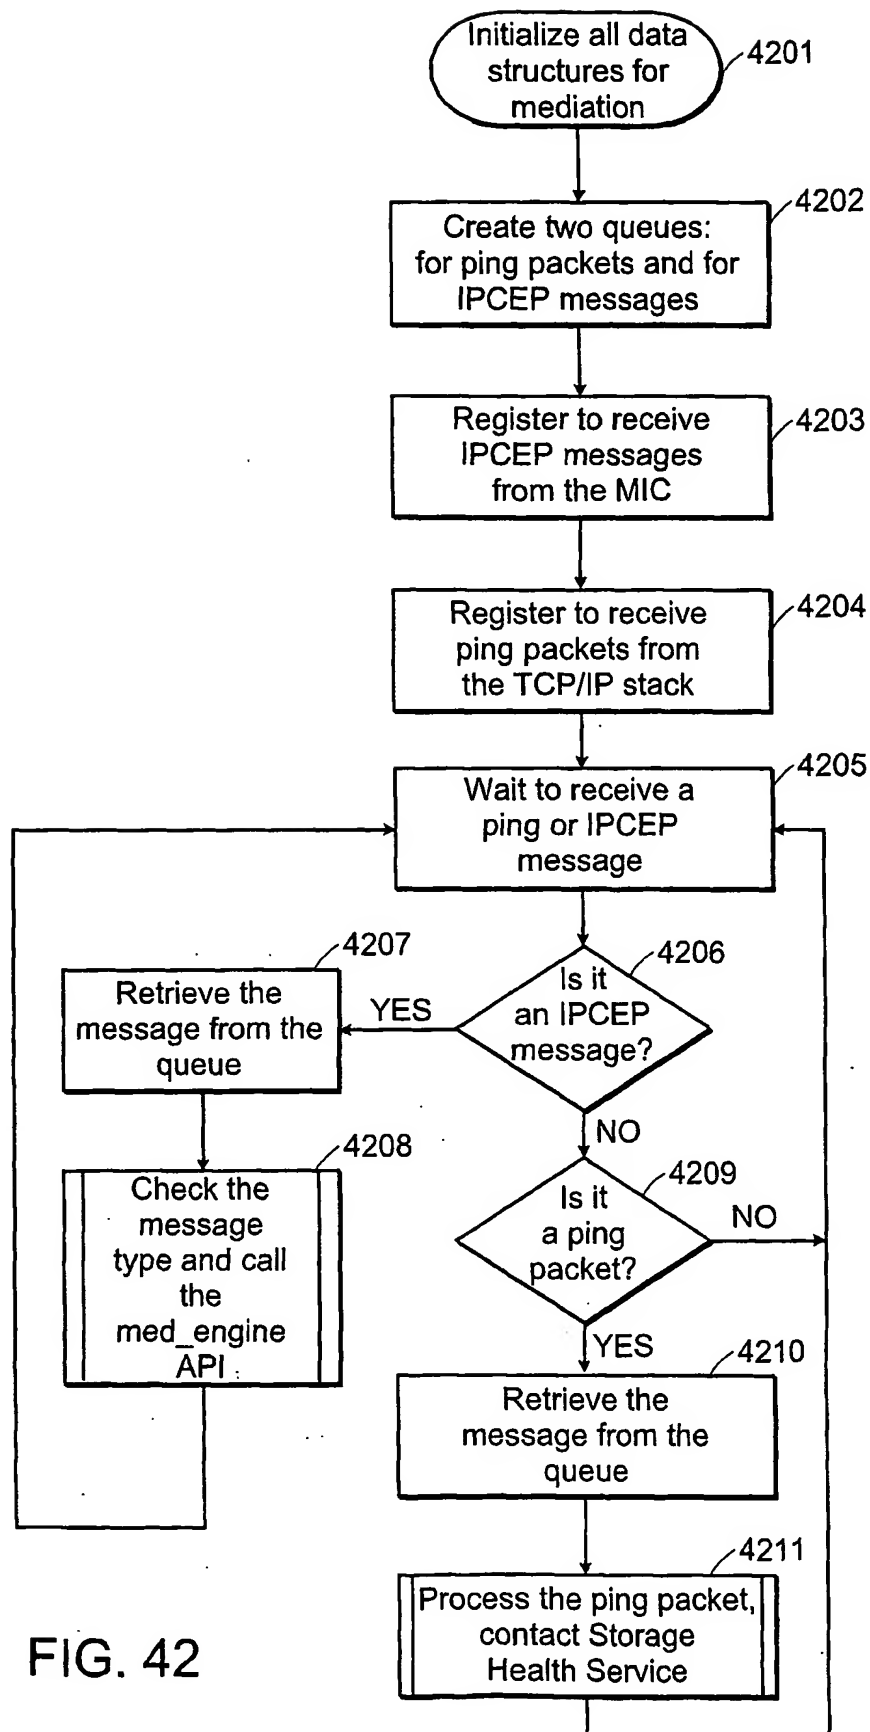 Initialize all data
structures for
mediation
4201
4202
Create two queues:
for ping packets and for
IPCEP messages
4203
Register to receive
IPCEP messages
from the MIC
4204
Register to receive
ping packets from
the TCP/IP stack
4205
Wait to receive a
ping or IPCEP
message
4206
Is it
an IPCEP
message?
YES
4207
Retrieve the
message from the
queue
4208
Check the
message
type and call
the
med_engine
API
NO
4209
Is it
a ping
packet?
NO
YES
4210
Retrieve the
message from the
queue
4211
Process the ping packet,
contact Storage
Health Service
FIG. 42